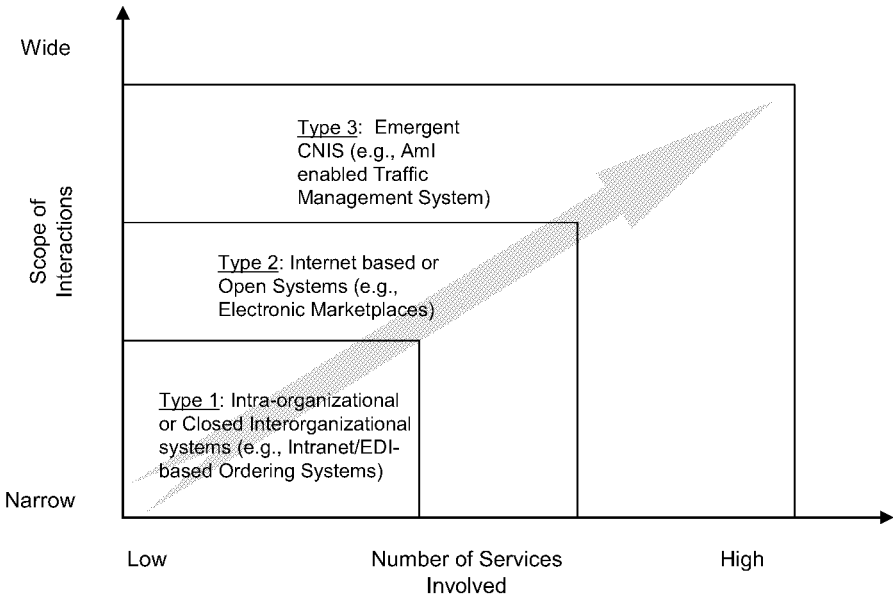 Wide
Type 3: Emergent
CNIS (e.g., AmI
enabled Traffic
Management System)
Scope of
Interactions
Type 2: Internet based or
Open Systems (e.g.,
Electronic Marketplaces)
Type 1: Intra-organizational
or Closed Interorganizational
systems (e.g., Intranet/EDI-
based Ordering Systems)
Narrow
Low
Number of Services
Involved
High